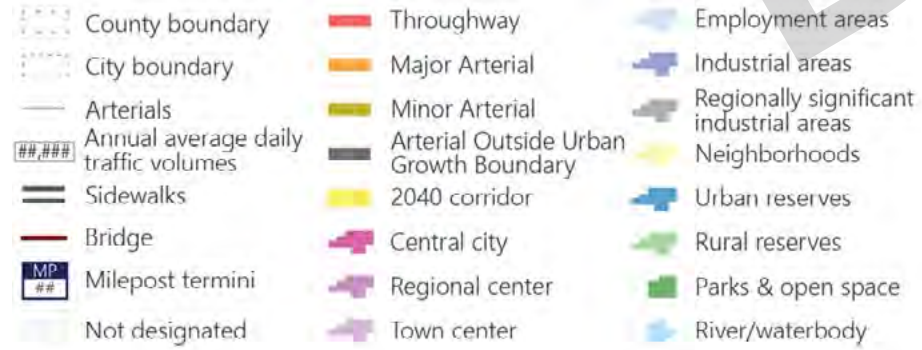 County boundary
City boundary
Arterials
##,###
Annual average daily
traffic volumes
Sidewalks
Bridge
MP
##
Milepost termini
Not designated
Throughway
Major Arterial
Minor Arterial
Arterial Outside Urban
Growth Boundary
2040 corridor
Central city
Regional center
Town center
Employment areas
Industrial areas
Regionally significant
industrial areas
Neighborhoods
Urban reserves
Rural reserves
Parks & open space
River/waterbody